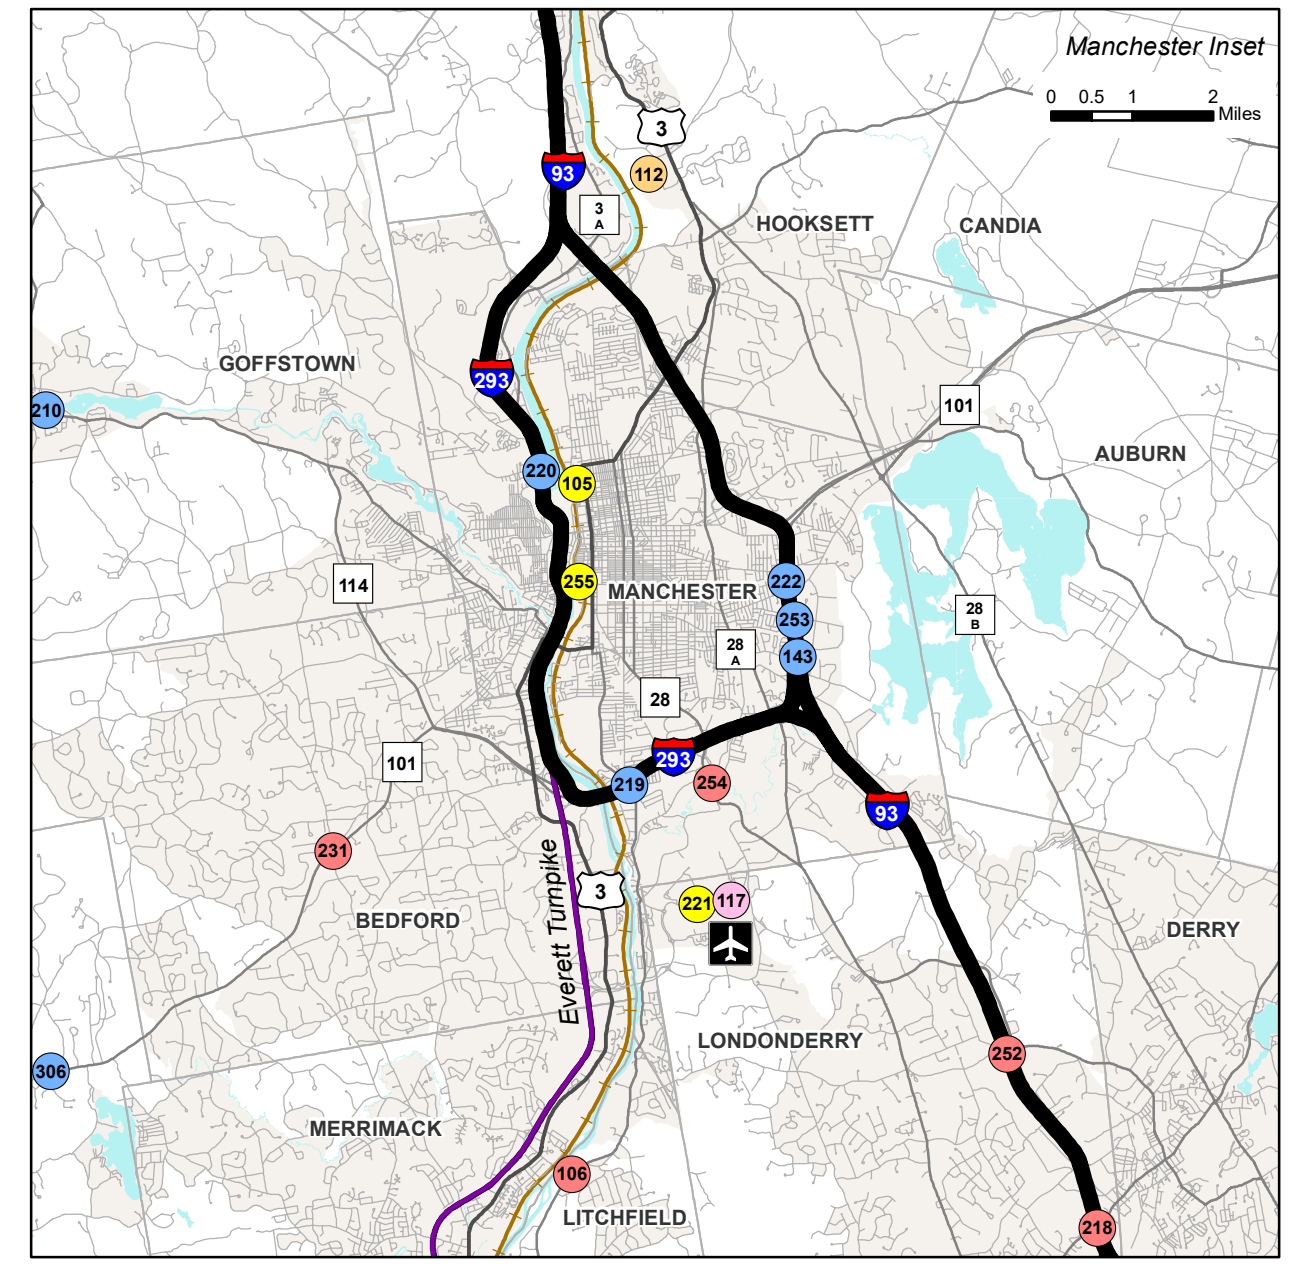 Manchester Inset
0 0.5 1 2
Miles
3
93
112
3
A
HOOKSETT
CANDIA
GOFFSTOWN
293
101
210
AUBURN
220
105
114
255
MANCHESTER
222
253
28
B
28
A
143
28
101
293
219
254
93
231
Everett Turnpike
3
221
117
BEDFORD
DERRY
LONDONDERRY
252
306
MERRIMACK
106
LITCHFIELD
218